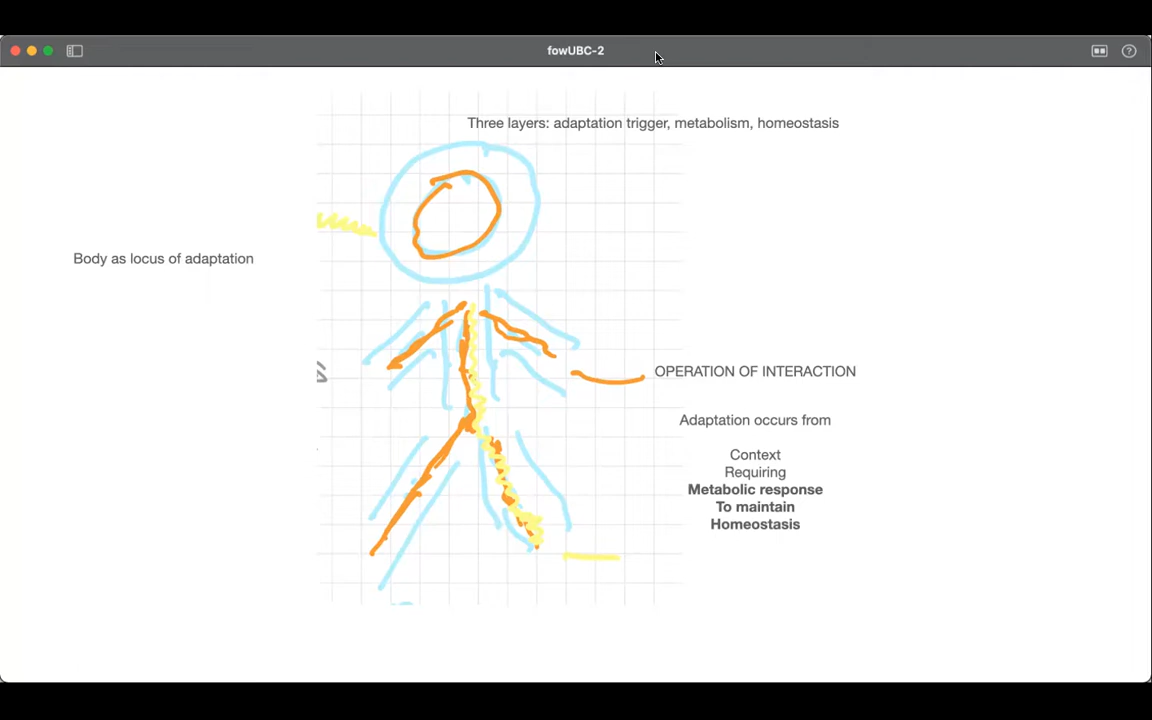 fowUBC-2
Three layers: adaptation trigger, metabolism, homeostasis
Body as locus of adaptation
OPERATION OF INTERACTION
Adaptation occurs from
Context
Requiring
Metabolic response
To maintain
Homeostasis